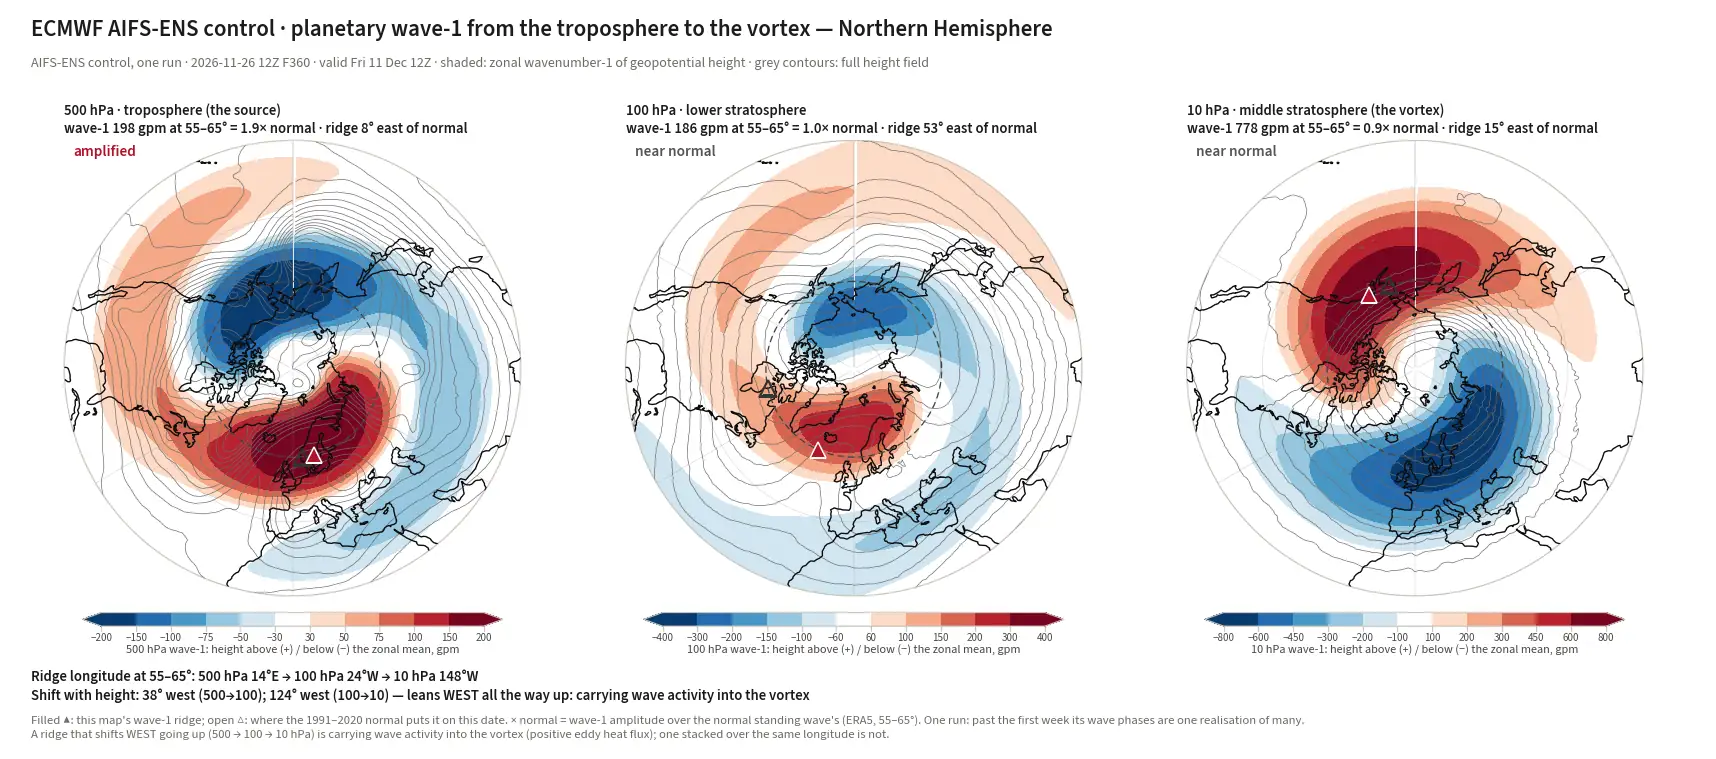 ECMWF AIFS-ENS control · planetary wave-1 from the troposphere to the vortex — Northern Hemisphere
AIFS-ENS control, one run · 2026-11-26 12Z F360 · valid Fri 11 Dec 12Z · shaded: zonal wavenumber-1 of geopotential height · grey contours: full height field
500 hPa · troposphere (the source)
wave-1 198 gpm at 55–65° = 1.9× normal · ridge 8° east of normal
amplified
100 hPa · lower stratosphere
wave-1 186 gpm at 55–65° = 1.0× normal · ridge 53° east of normal
near normal
10 hPa · middle stratosphere (the vortex)
wave-1 778 gpm at 55–65° = 0.9× normal · ridge 15° east of normal
near normal
−200 −150 −100 −75 −50 −30 30 50 75 100 150 200
500 hPa wave-1: height above (+) / below (−) the zonal mean, gpm
−400 −300 −200 −150 −100 −60 60 100 150 200 300 400
100 hPa wave-1: height above (+) / below (−) the zonal mean, gpm
−800 −600 −450 −300 −200 −100 100 200 300 450 600 800
10 hPa wave-1: height above (+) / below (−) the zonal mean, gpm
Ridge longitude at 55–65°: 500 hPa 14°E → 100 hPa 24°W → 10 hPa 148°W
Shift with height: 38° west (500→100); 124° west (100→10) — leans WEST all the way up: carrying wave activity into the vortex
Filled ▲: this map's wave-1 ridge; open △: where the 1991–2020 normal puts it on this date. × normal = wave-1 amplitude over the normal standing wave's (ERA5, 55–65°). One run: past the first week its wave phases are one realisation of many.
A ridge that shifts WEST going up (500 → 100 → 10 hPa) is carrying wave activity into the vortex (positive eddy heat flux); one stacked over the same longitude is not.